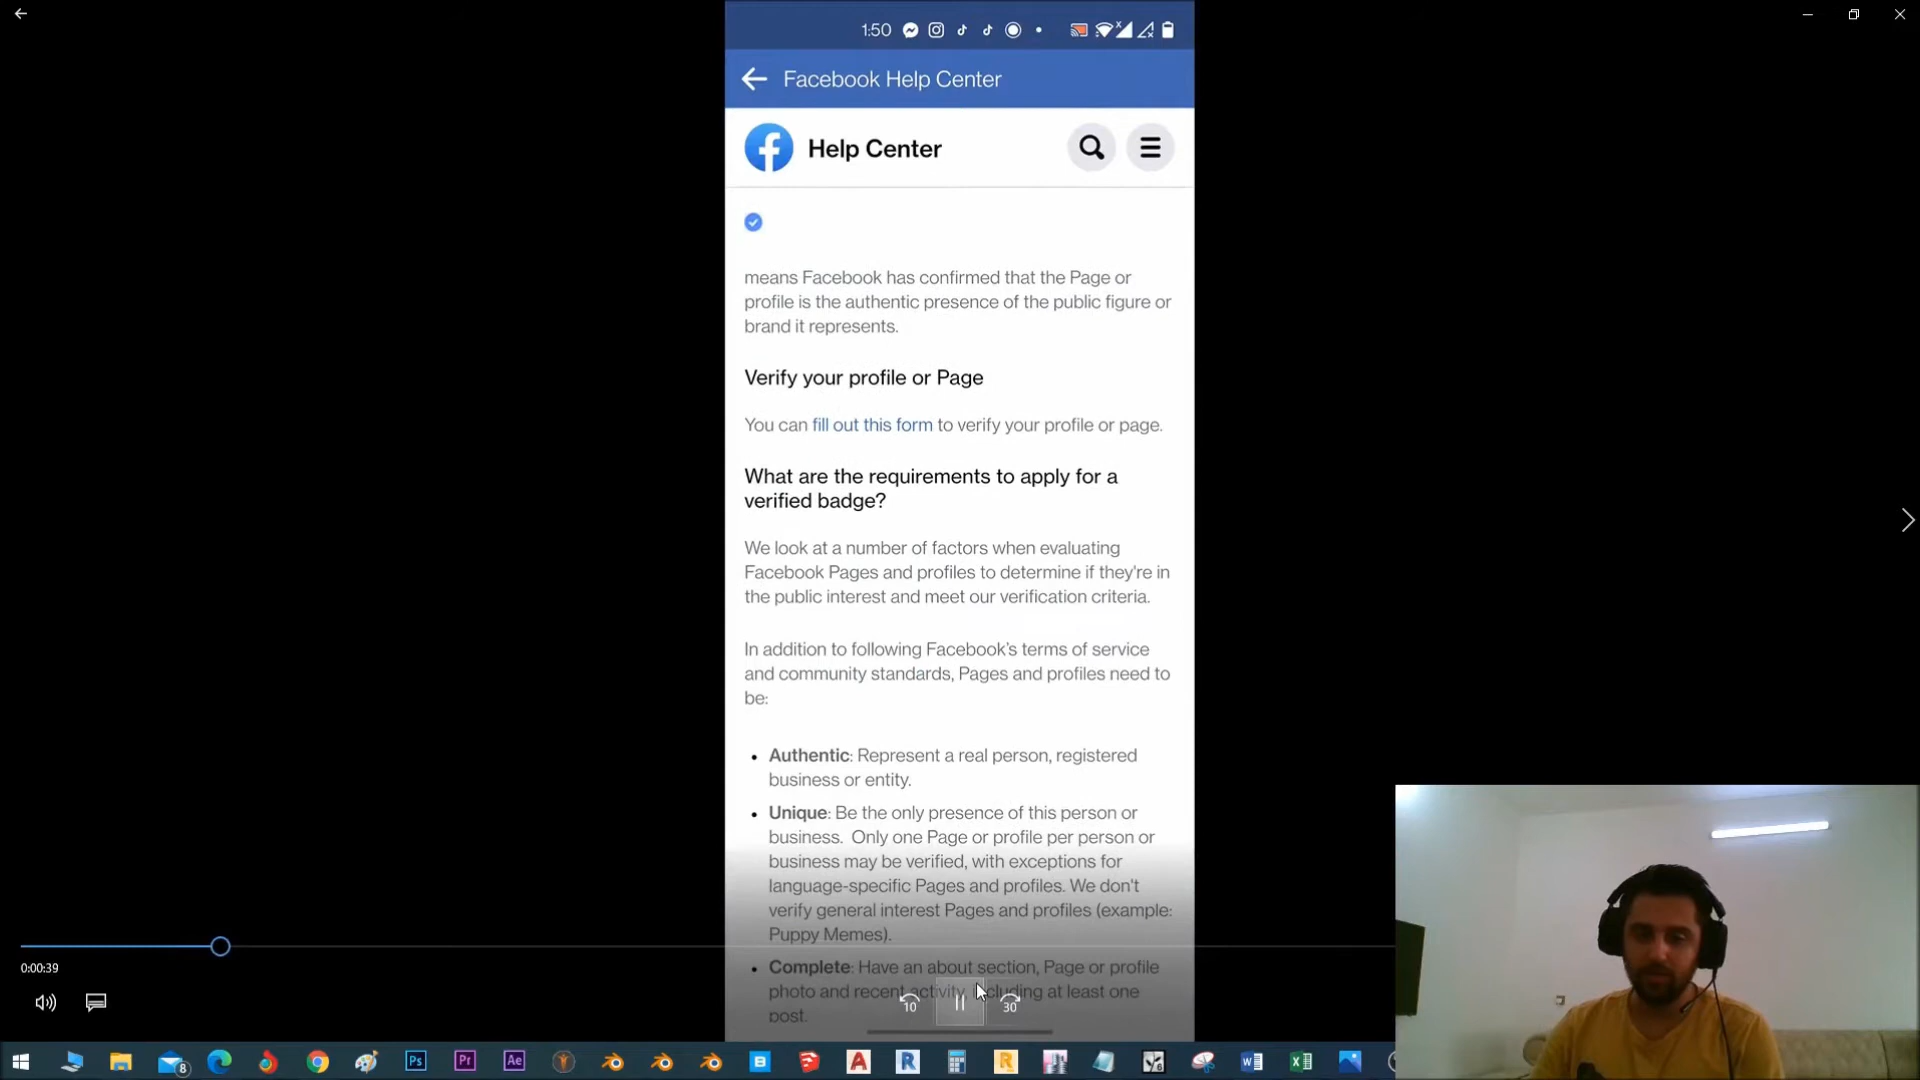 1:50
Facebook Help Center
Help Center
means Facebook has confirmed that the Page or
profile is the authentic presence of the public figure or
brand it represents.
Verify your profile or Page
You can fill out this form to verify your profile or page.
What are the requirements to apply for a
verified badge?
We look at a number of factors when evaluating
Facebook Pages and profiles to determine if they're in
the public interest and meet our verification criteria.
In addition to following Facebook's terms of service
and community standards, Pages and profiles need to
be:
• Authentic: Represent a real person, registered
business or entity.
• Unique: Be the only presence of this person or
business. Only one Page or profile per person or
business may be verified, with exceptions for
language-specific Pages and profiles. We don't
verify general interest Pages and profiles (example:
Puppy Memes).
• Complete: Have an about section, Page or profile
photo and recent activity, including at least one
post.
0:00:39
10
30
8
Ps
Pr
Ae
B
A
R
R
6
W
X